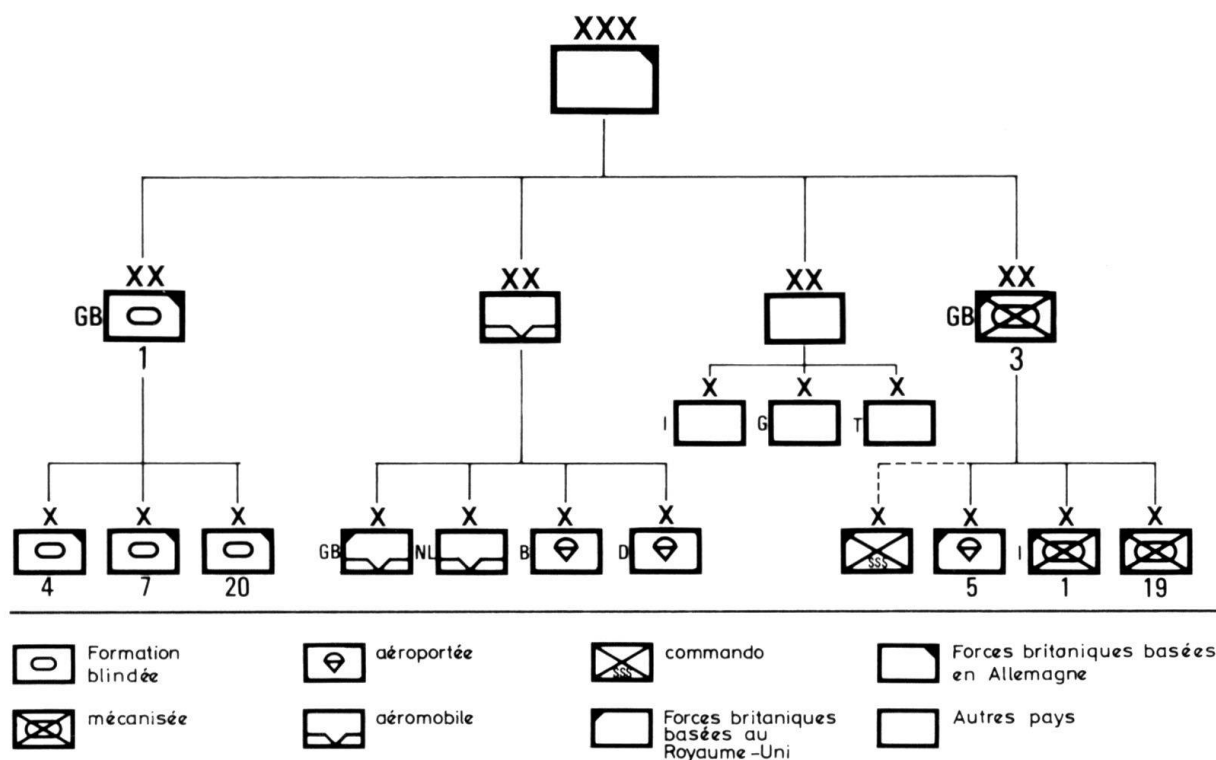 XXX
XX XX XX XX
GB GB
1 3
X X X
I G T
X X X X X X X X X X X
GB NL B D I
4 7 20 5 1 19
SSS
Formation
blindée
aéroportée
commando
SSS
Forces britaniques basées
en Allemagne
mécanisée
aéromobile
Forces britaniques
basées au
Royaume-Uni
Autres pays